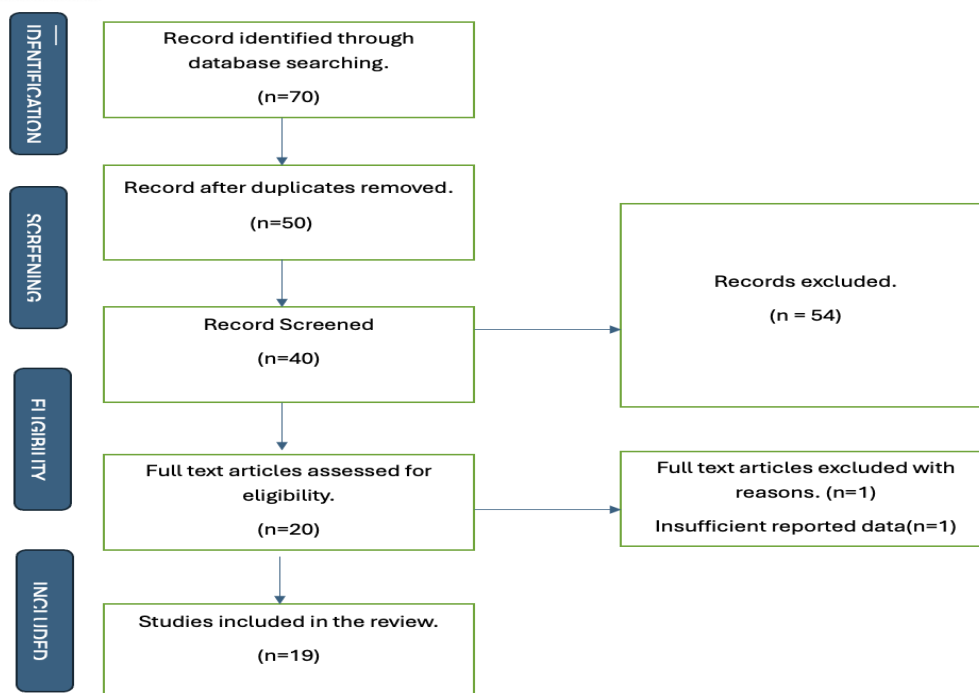 IDENTIFICATION
Record identified through
database searching.
(n=70)
SCREENING
Record after duplicates removed.
(n=50)
Record Screened
(n=40)
Records excluded.
(n = 54)
ELIGIBILITY
Full text articles assessed for
eligibility.
(n=20)
Full text articles excluded with
reasons. (n=1)
Insufficient reported data(n=1)
INCLUDED
Studies included in the review.
(n=19)